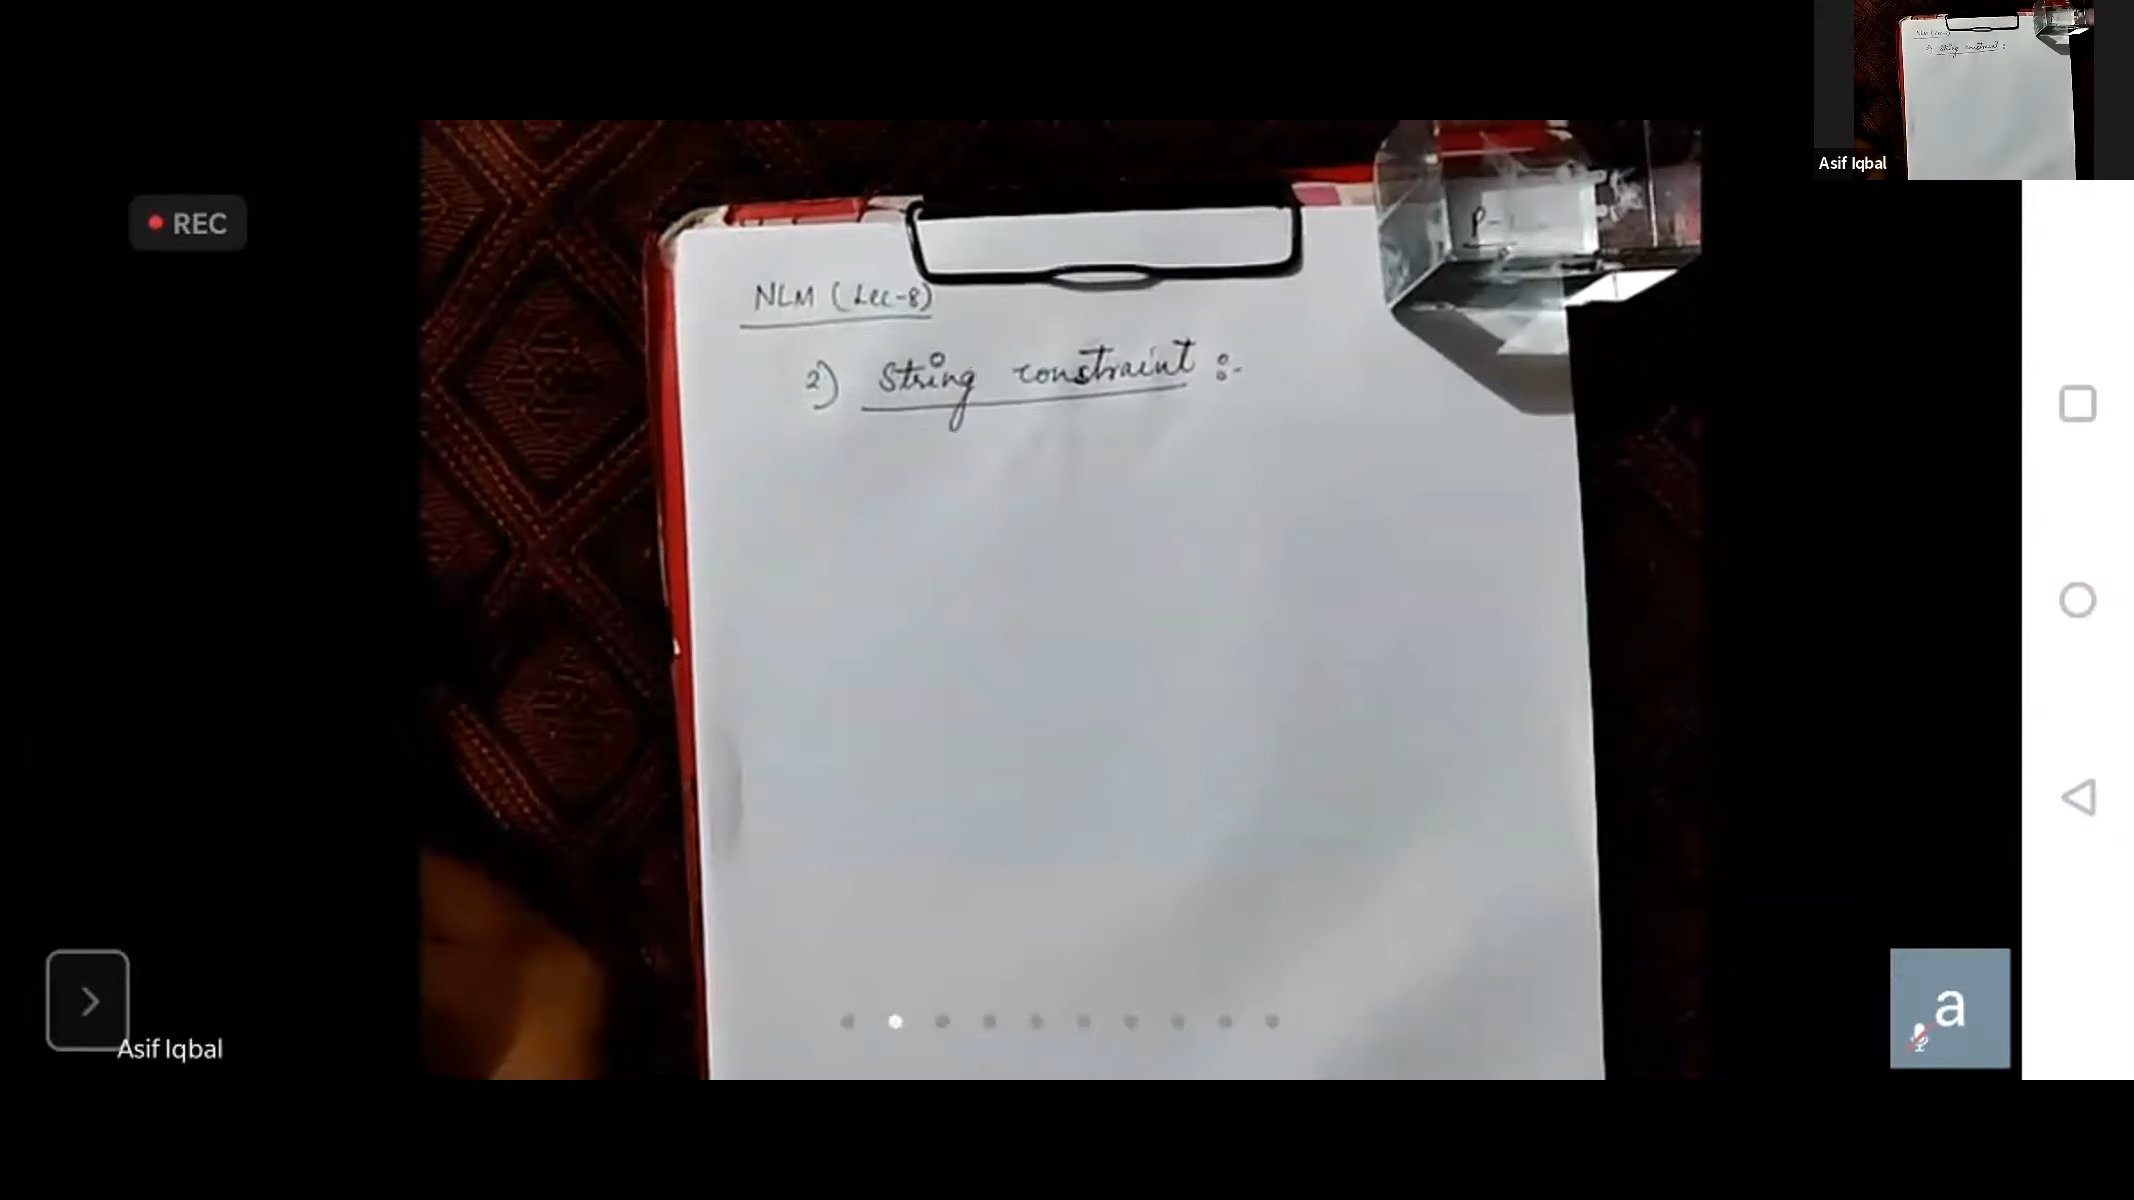 Asif Iqbal
REC
P-
NLM (Lec-8)
2) String constraint :-
Asif Iqbal
a